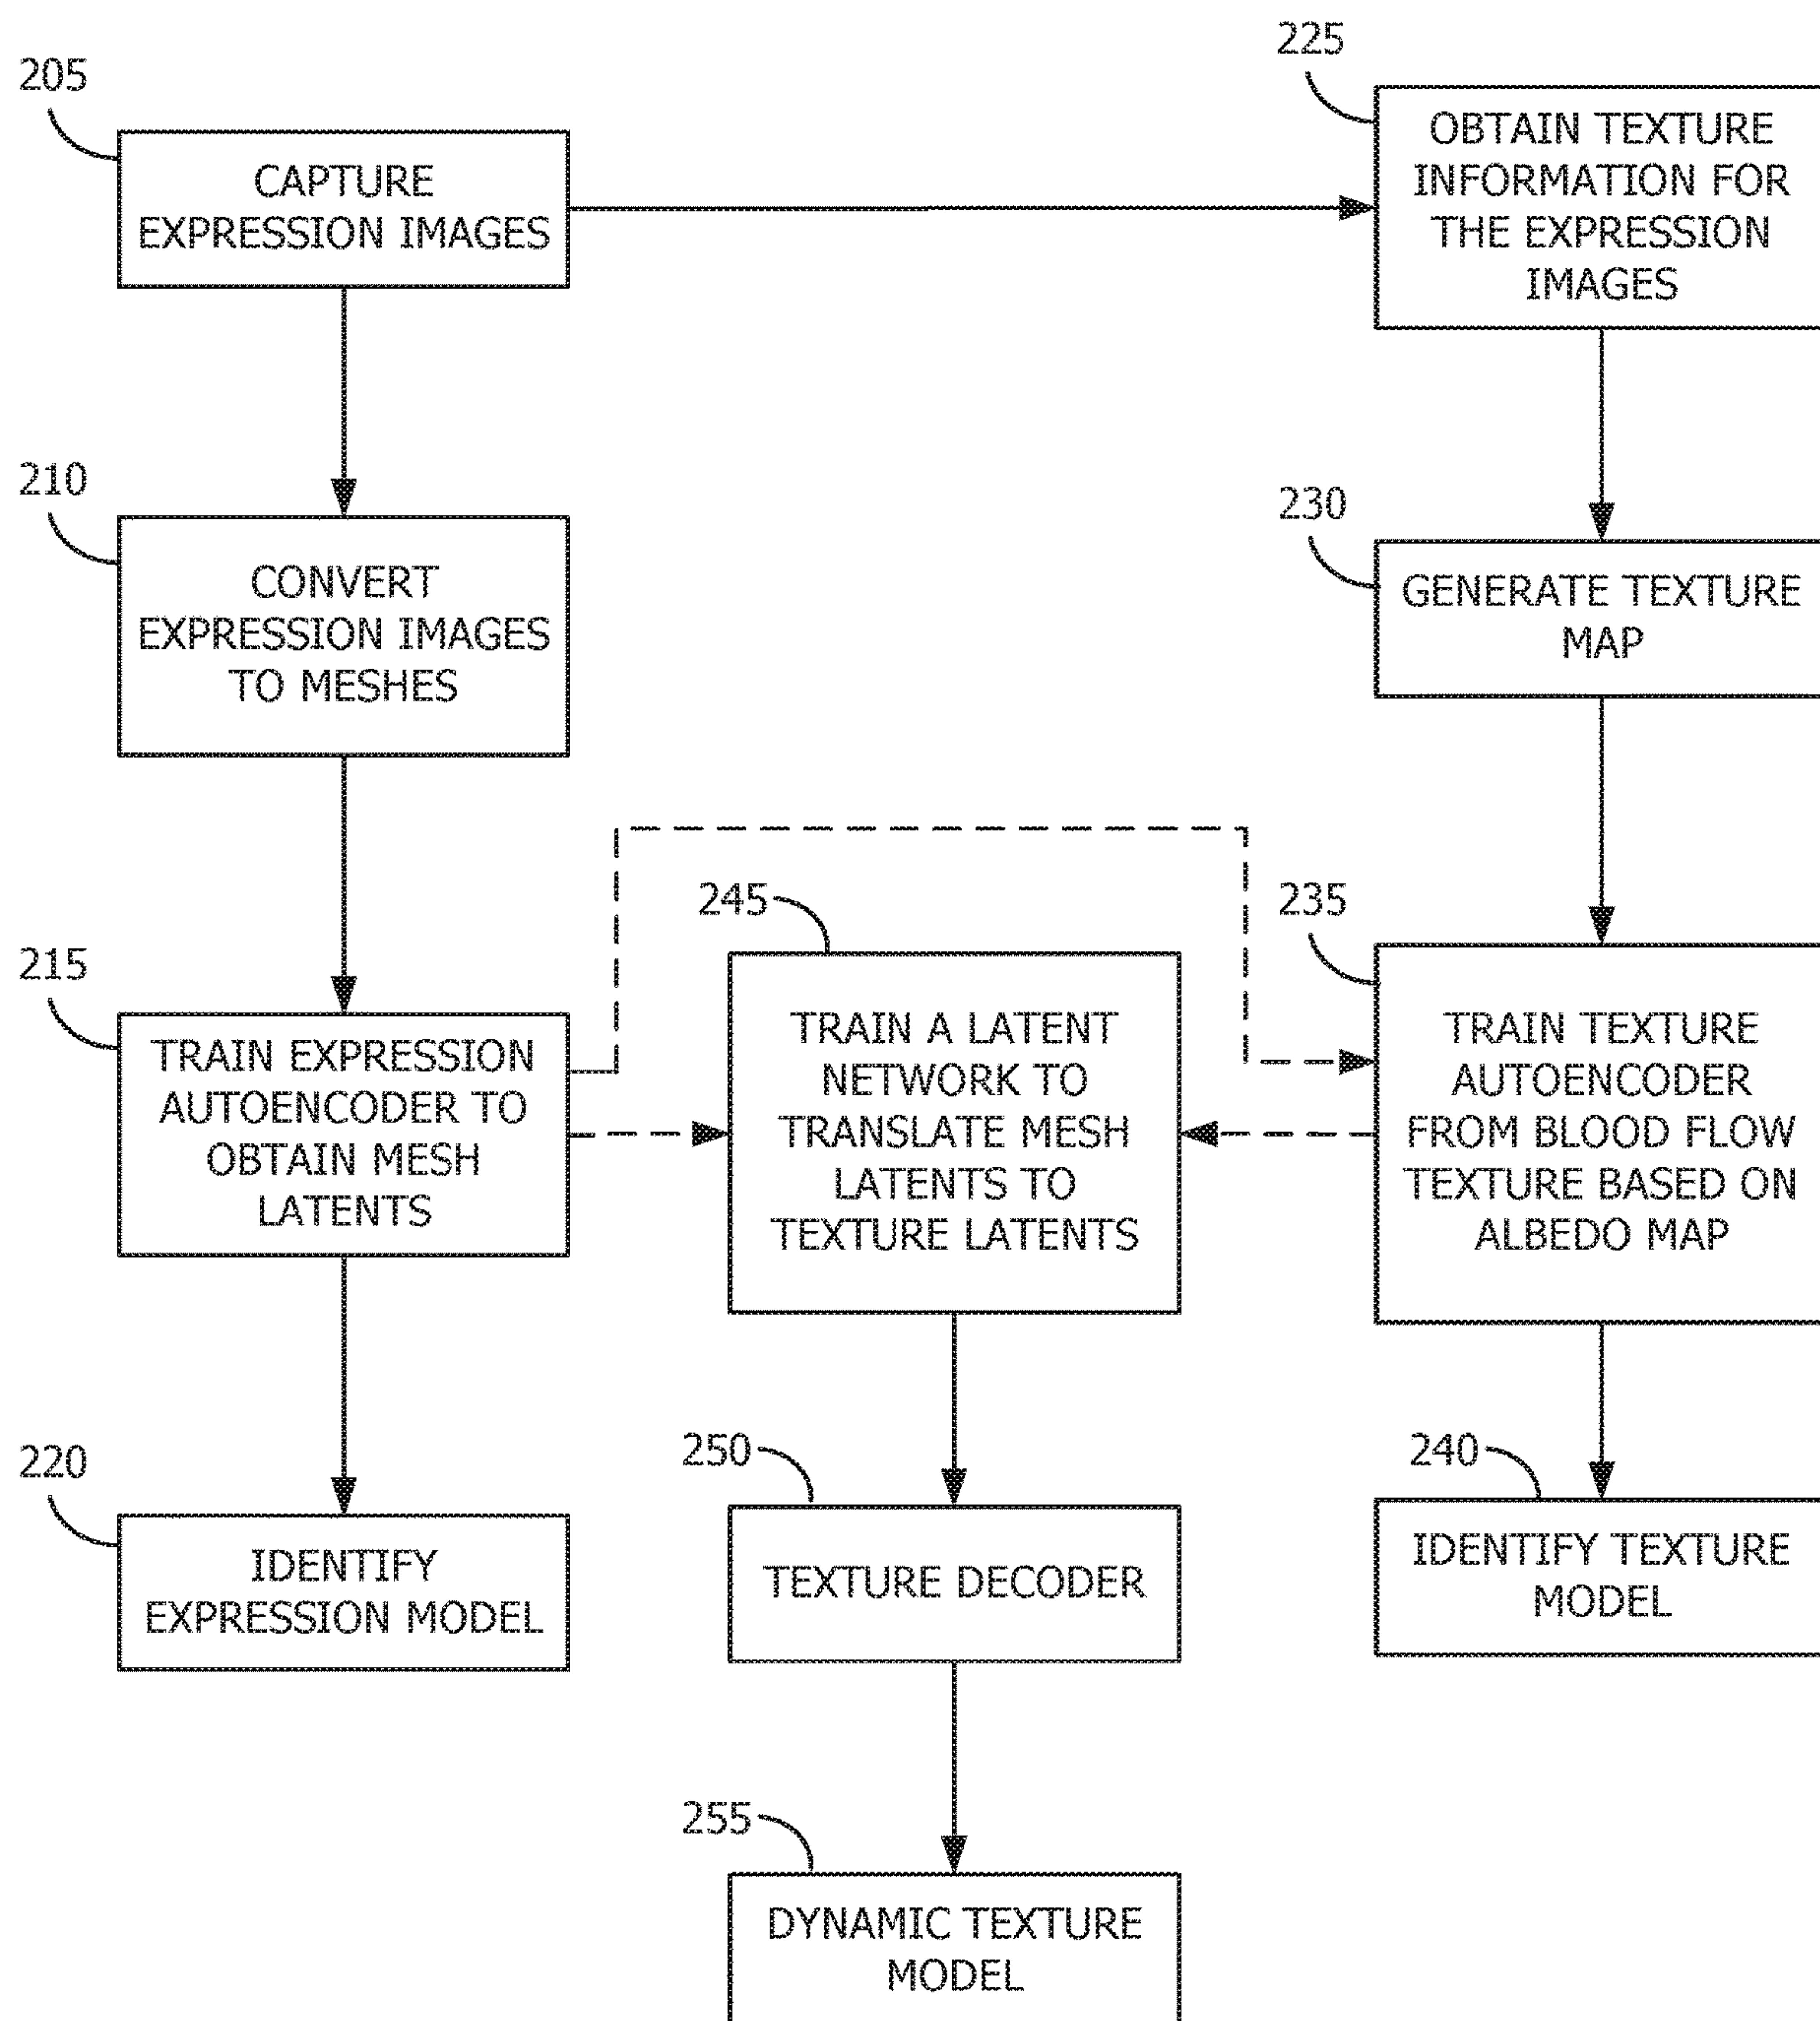 205
CAPTURE
EXPRESSION IMAGES
225
OBTAIN TEXTURE
INFORMATION FOR
THE EXPRESSION
IMAGES
210
CONVERT
EXPRESSION IMAGES
TO MESHES
230
GENERATE TEXTURE
MAP
215
TRAIN EXPRESSION
AUTOENCODER TO
OBTAIN MESH
LATENTS
245
TRAIN A LATENT
NETWORK TO
TRANSLATE MESH
LATENTS TO
TEXTURE LATENTS
235
TRAIN TEXTURE
AUTOENCODER
FROM BLOOD FLOW
TEXTURE BASED ON
ALBEDO MAP
220
IDENTIFY
EXPRESSION MODEL
250
TEXTURE DECODER
240
IDENTIFY TEXTURE
MODEL
255
DYNAMIC TEXTURE
MODEL